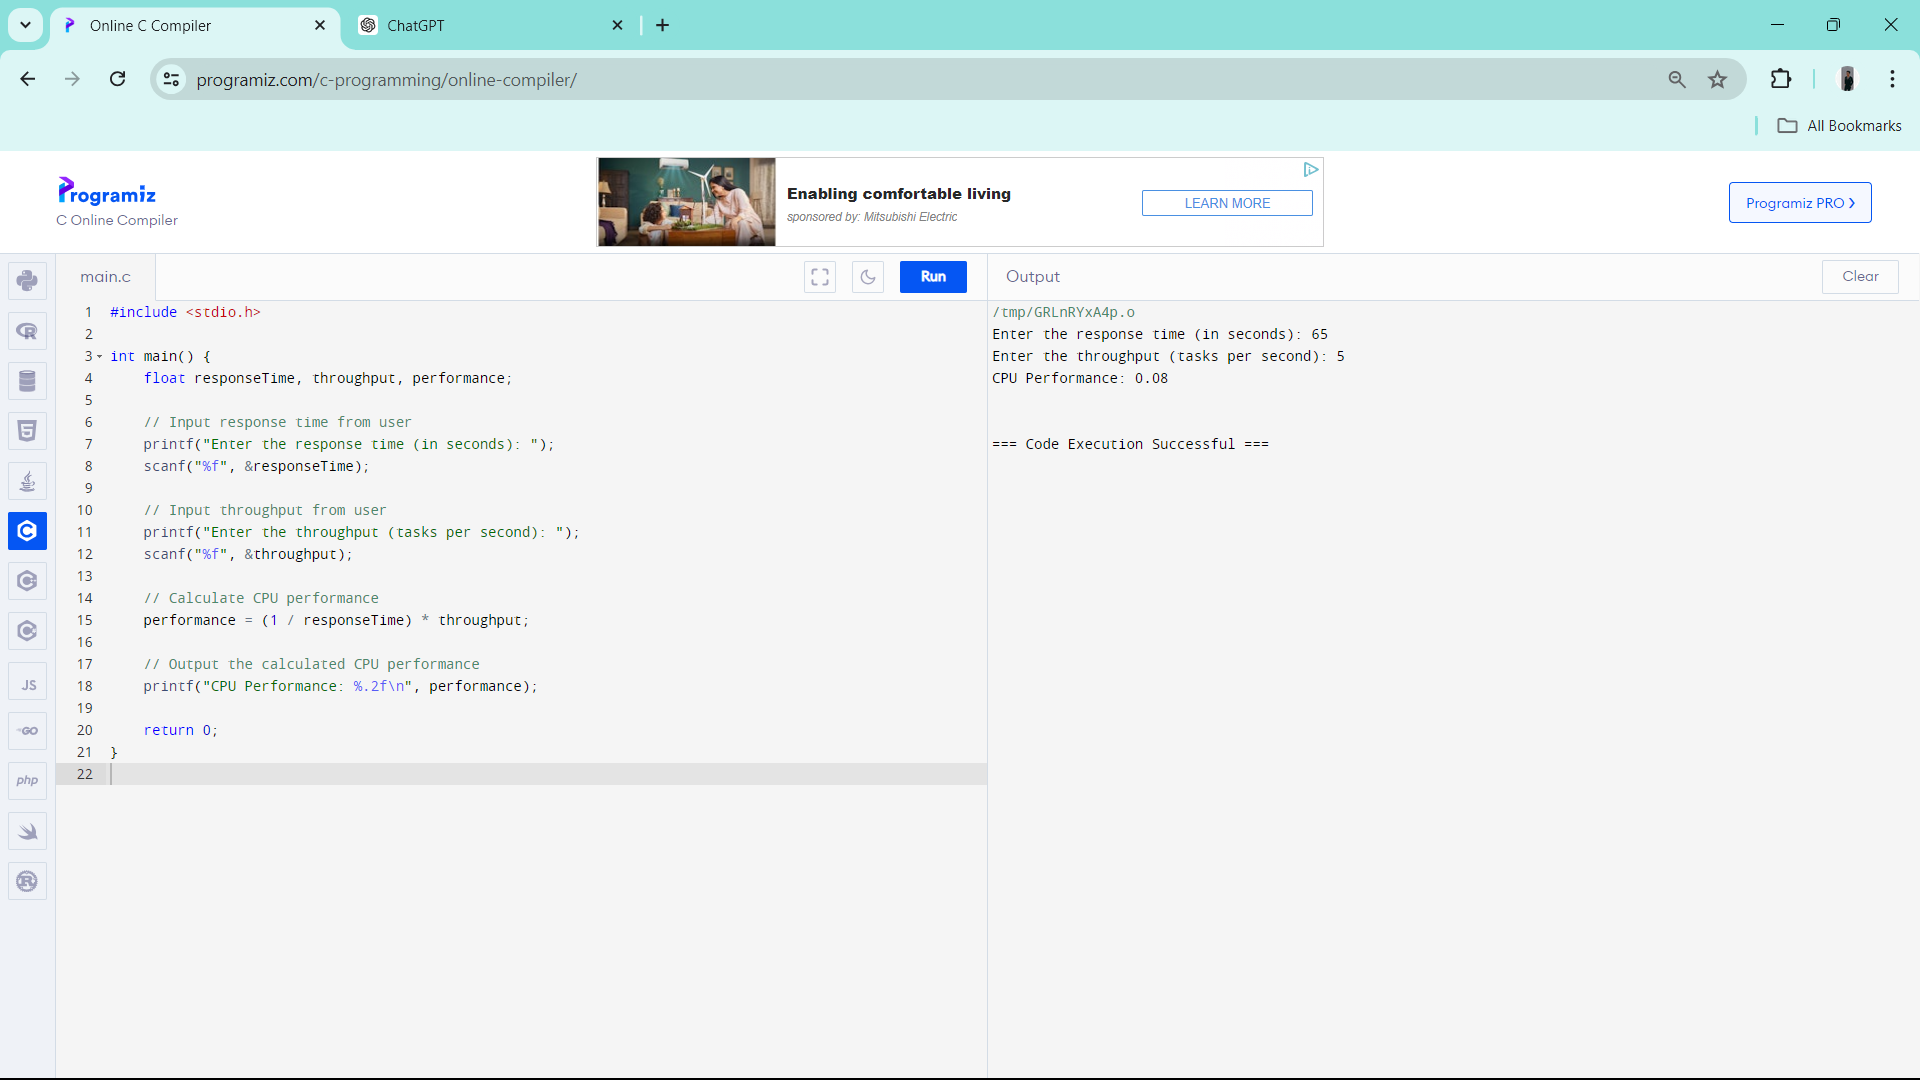 Online C Compiler
ChatGPT
programiz.com/c-programming/online-compiler/
All Bookmarks
Programiz
C Online Compiler
Enabling comfortable living
sponsored by: Mitsubishi Electric
LEARN MORE
Programiz PRO
main.c
Run
Output
Clear
1 #include <stdio.h>
2
3 int main() {
4     float responseTime, throughput, performance;
5
6     // Input response time from user
7     printf("Enter the response time (in seconds): ");
8     scanf("%f", &responseTime);
9
10     // Input throughput from user
11     printf("Enter the throughput (tasks per second): ");
12     scanf("%f", &throughput);
13
14     // Calculate CPU performance
15     performance = (1 / responseTime) * throughput;
16
17     // Output the calculated CPU performance
18     printf("CPU Performance: %.2f\n", performance);
19
20     return 0;
21 }
22
/tmp/GRLnRYxA4p.o
Enter the response time (in seconds): 65
Enter the throughput (tasks per second): 5
CPU Performance: 0.08
=== Code Execution Successful ===
R
5
C
C
C
JS
GO
php
R